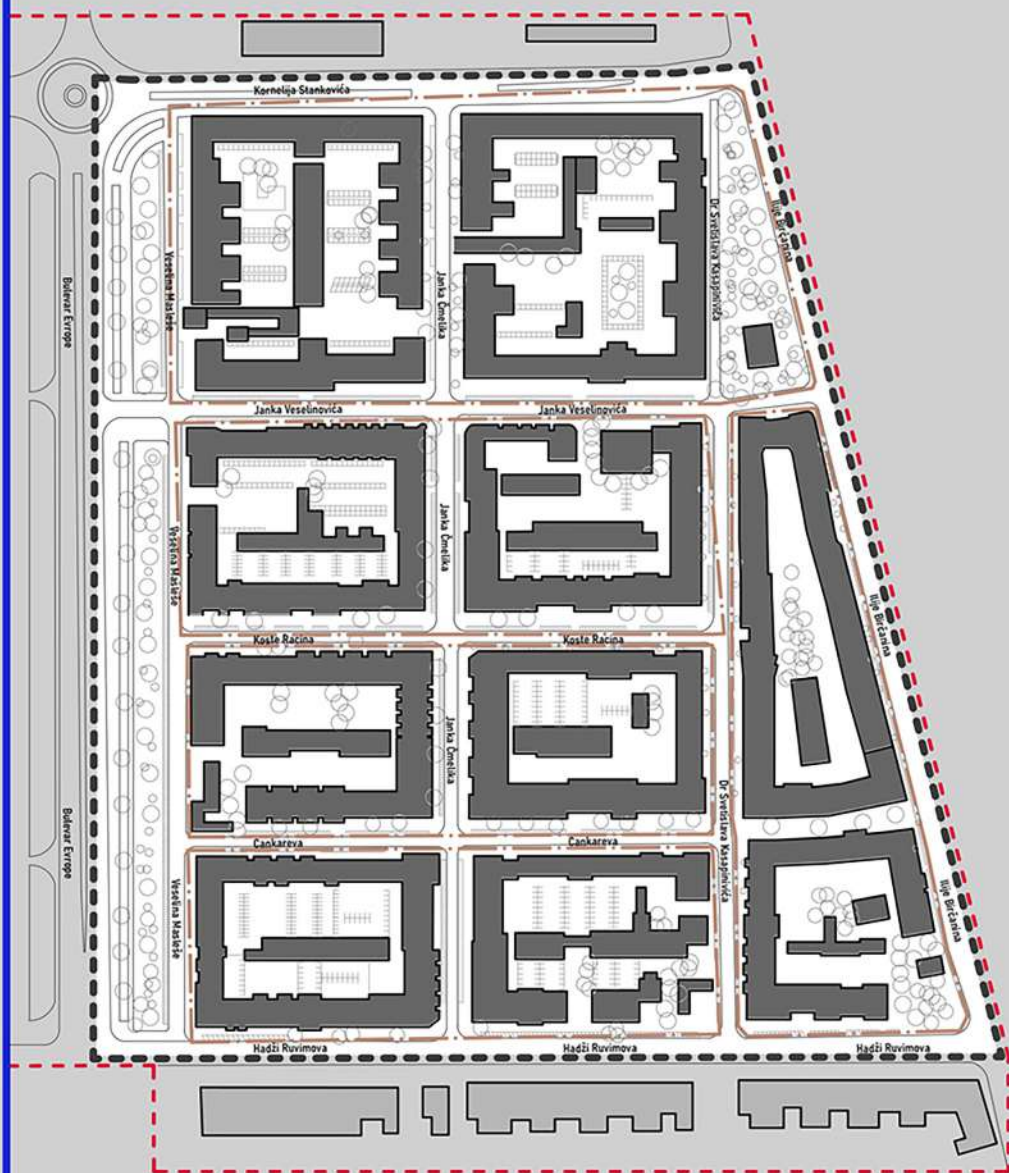 Kornelija Stankovića
Ilije Birčanina
Dr Svetislava Kasapinivića
Veselina Masleše
Bulevar Evrope
Janka Čmelika
Janka Veselinovića
Janka Veselinovića
Janka Čmelika
Veselina Masleše
Ilije Birčanina
Koste Racina
Koste Racina
Janka Čmelika
Dr Svetislava Kasapinivića
Bulevar Evrope
Cankareva
Cankareva
Veselina Masleše
Ilije Birčanina
Hadži Ruvimova
Hadži Ruvimova
Hadži Ruvimova